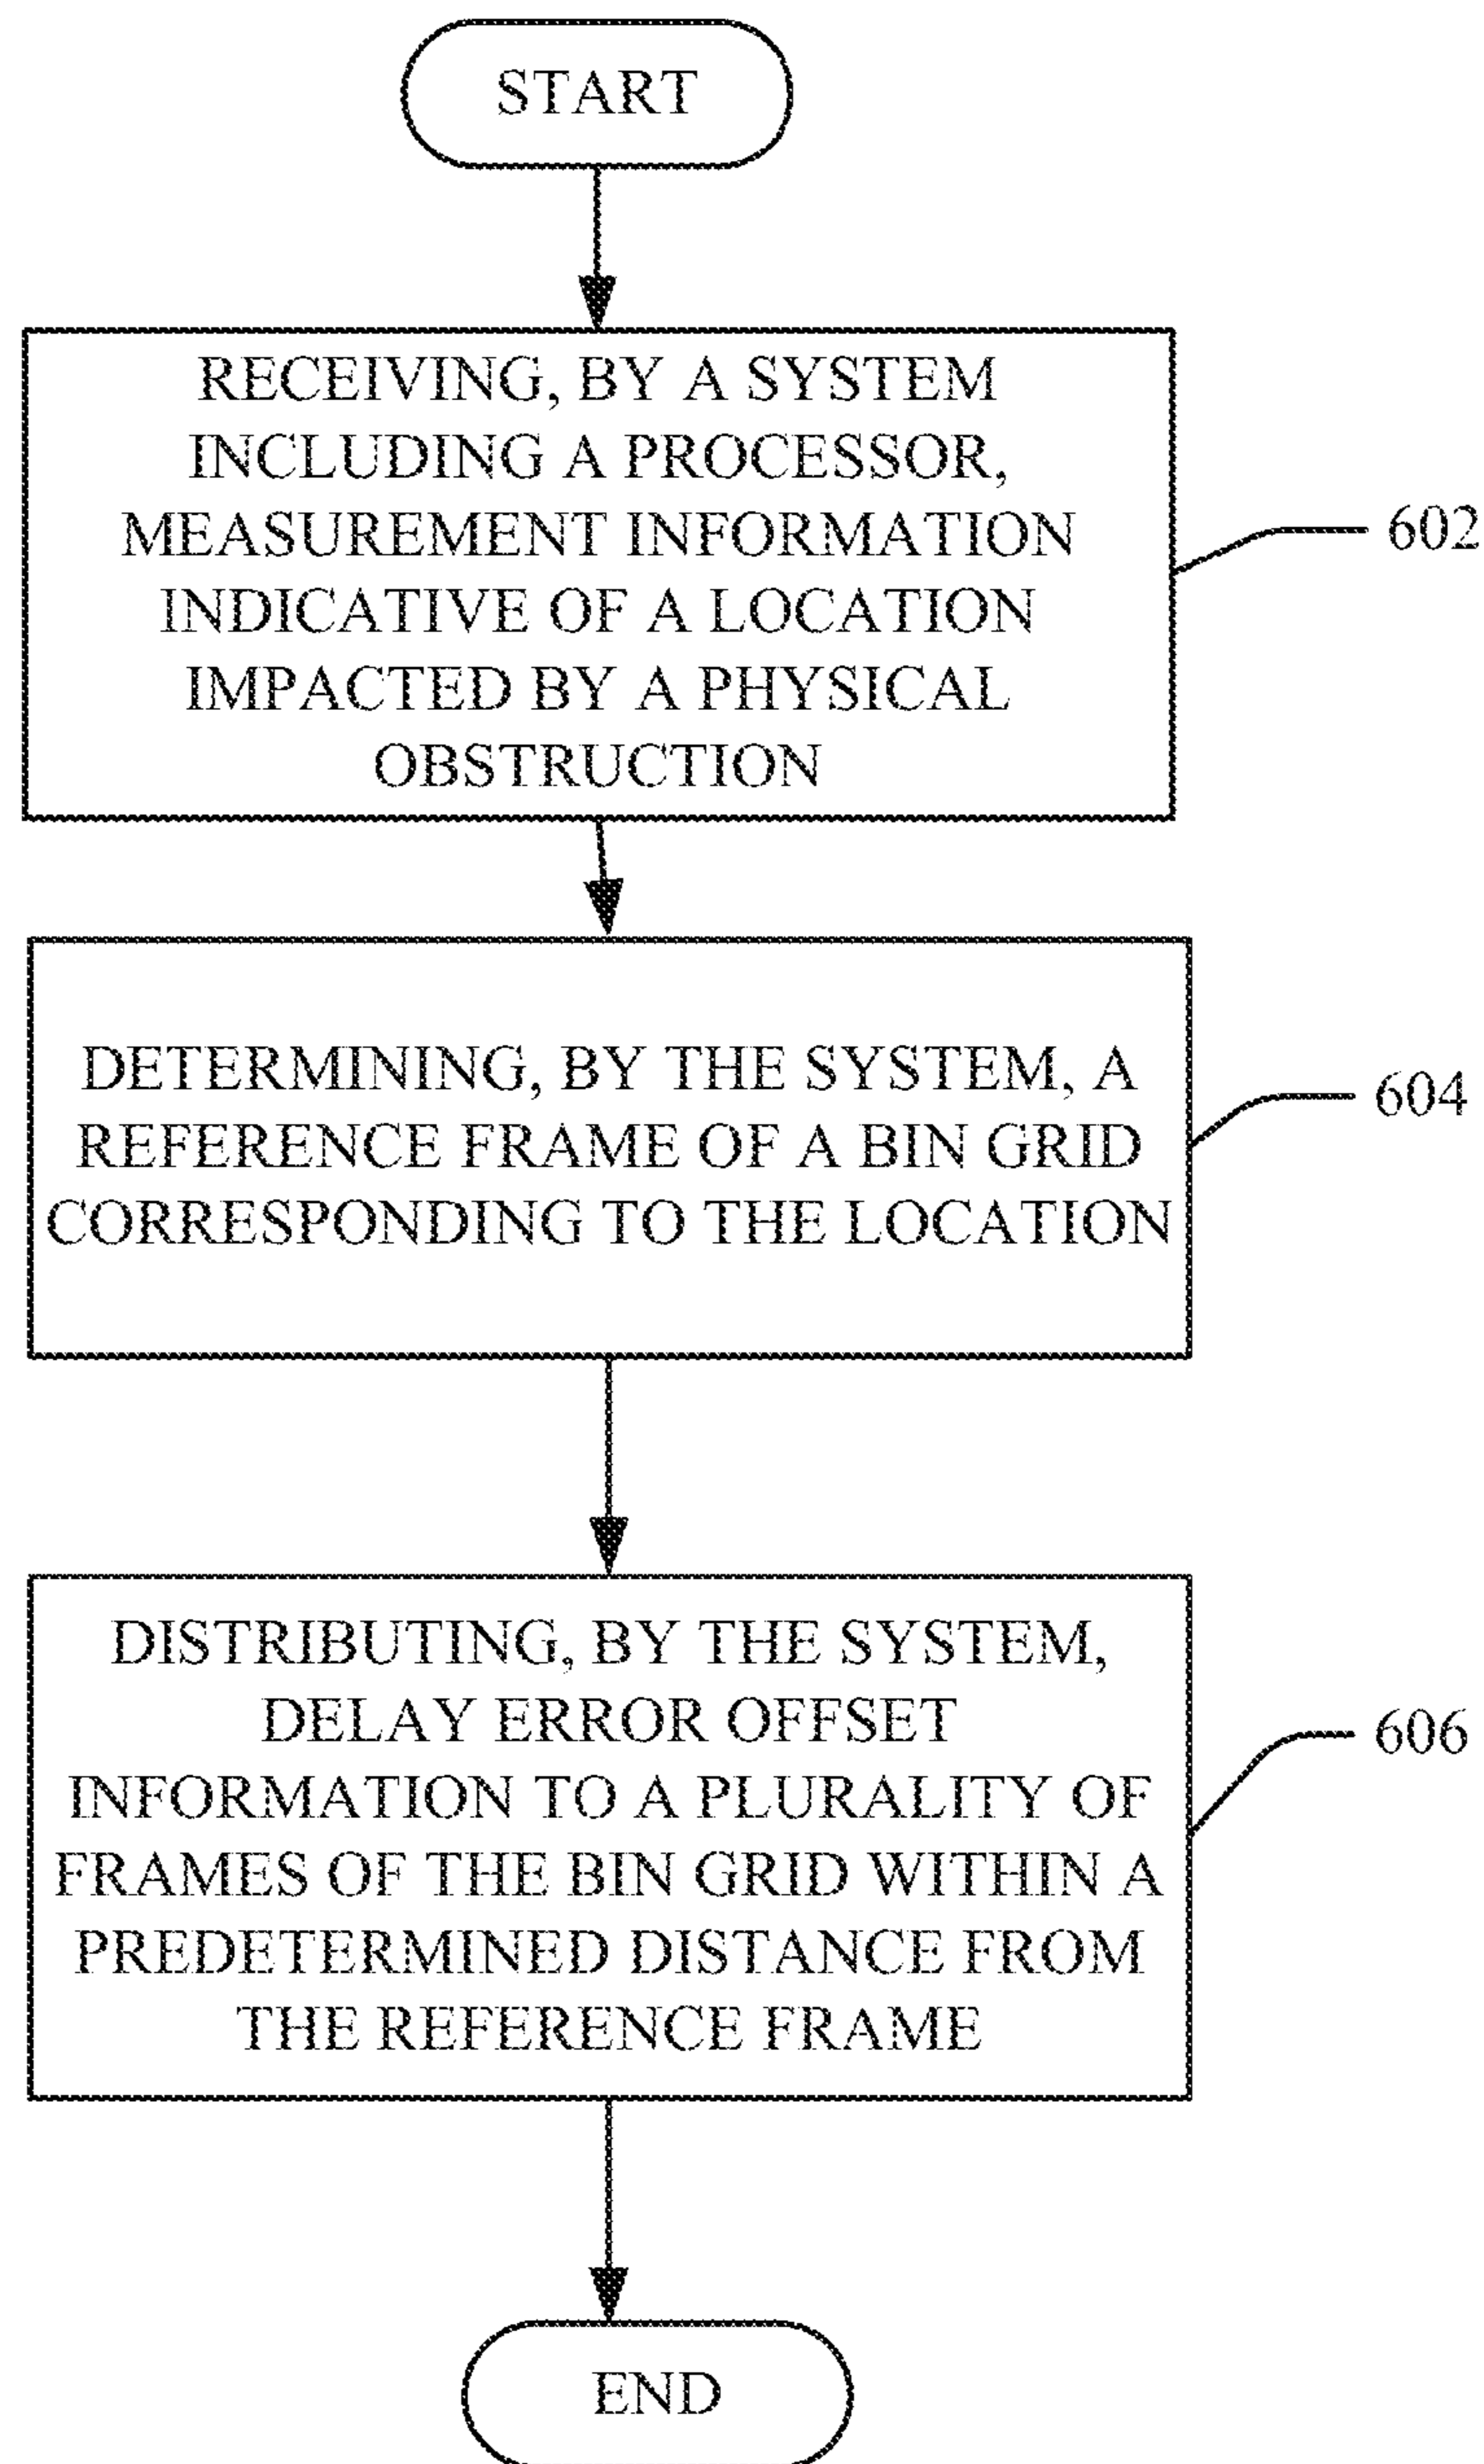 START
RECEIVING, BY A SYSTEM
INCLUDING A PROCESSOR,
MEASUREMENT INFORMATION
INDICATIVE OF A LOCATION
IMPACTED BY A PHYSICAL
OBSTRUCTION
602
DETERMINING, BY THE SYSTEM, A
REFERENCE FRAME OF A BIN GRID
CORRESPONDING TO THE LOCATION
604
DISTRIBUTING, BY THE SYSTEM,
DELAY ERROR OFFSET
INFORMATION TO A PLURALITY OF
FRAMES OF THE BIN GRID WITHIN A
PREDETERMINED DISTANCE FROM
THE REFERENCE FRAME
606
END